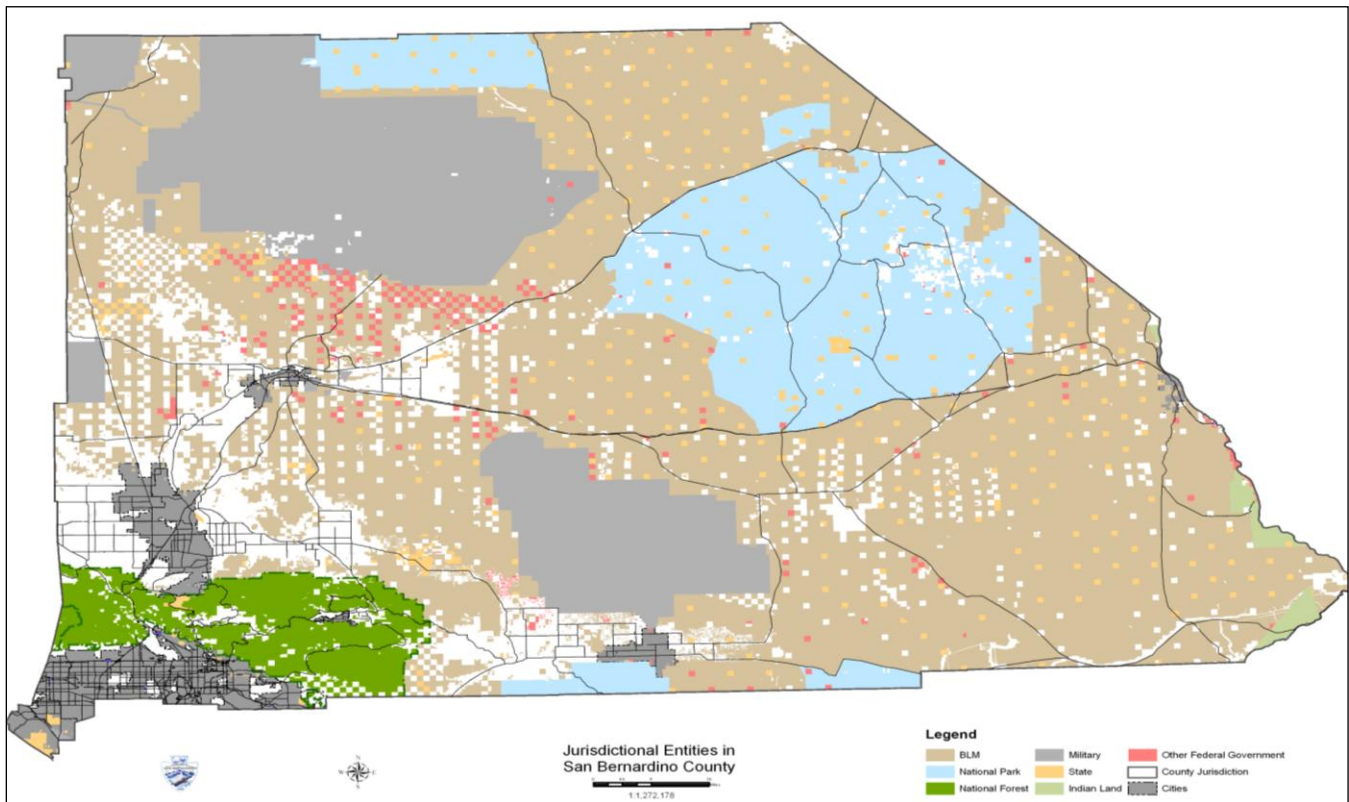 Jurisdictional Entities in
San Bernardino County
1:1,272,178
Legend
BLM
National Park
National Forest
Military
State
Indian Land
Other Federal Government
County Jurisdiction
Cities